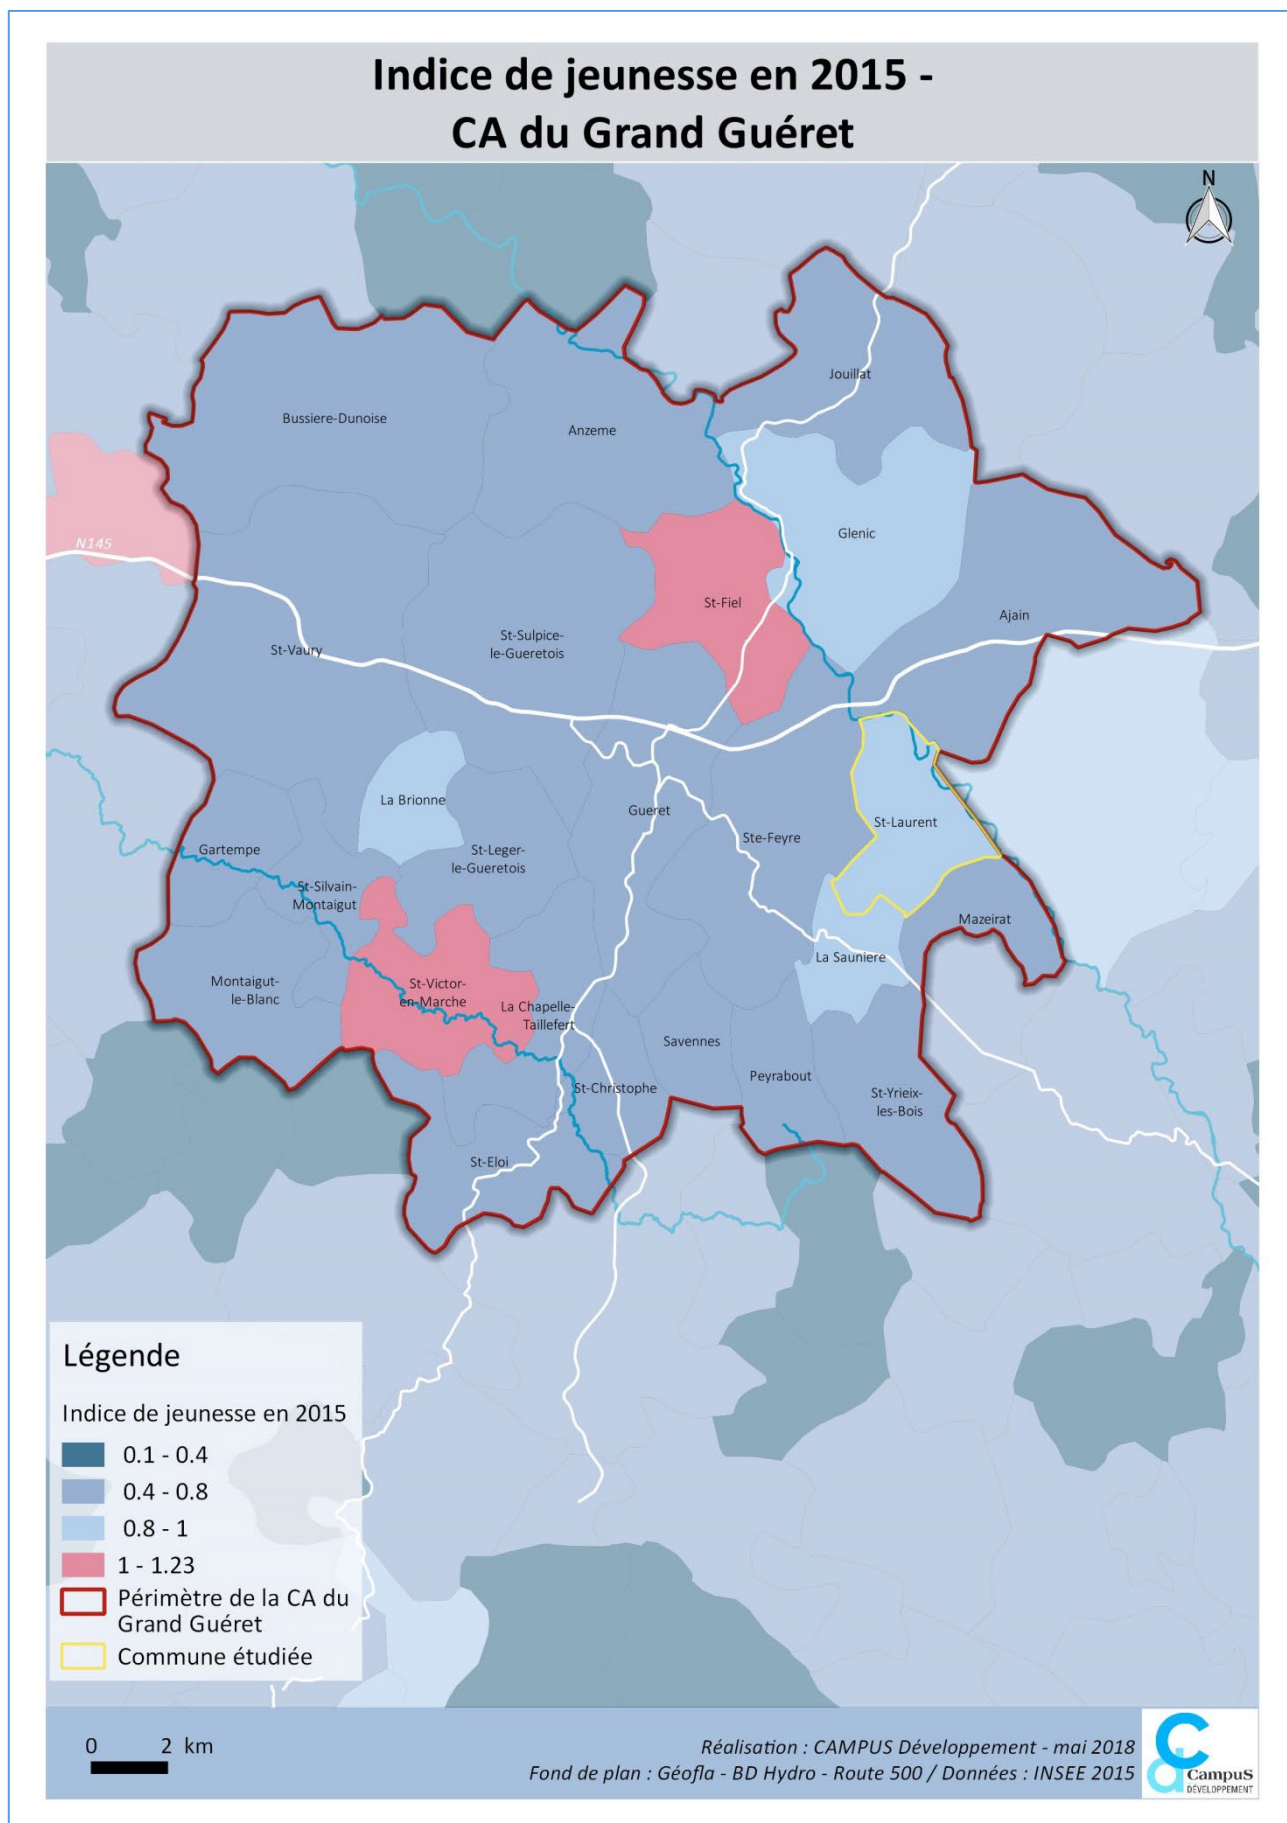 Indice de jeunesse en 2015 -
CA du Grand Guéret
N
Jouillat
Bussiere-Dunoise
Anzeme
N145
Glenic
St-Fiel
Ajain
St-Sulpice-
le-Gueretois
St-Vaury
La Brionne
Gueret
St-Laurent
Ste-Feyre
Gartempe
St-Leger-
le-Gueretois
St-Silvain-
Montaigut
Mazeirat
La Sauniere
Montaigut-
le-Blanc
St-Victor-
en-Marche
La Chapelle-
Taillefert
Savennes
Peyrabout
St-Christophe
St-Yrieix-
les-Bois
St-Eloi
Légende
Indice de jeunesse en 2015
0.1 - 0.4
0.4 - 0.8
0.8 - 1
1 - 1.23
Périmètre de la CA du
Grand Guéret
Commune étudiée
0 2 km
Réalisation : CAMPUS Développement - mai 2018
Fond de plan : Géofla - BD Hydro - Route 500 / Données : INSEE 2015
CampuS
DÉVELOPPEMENT